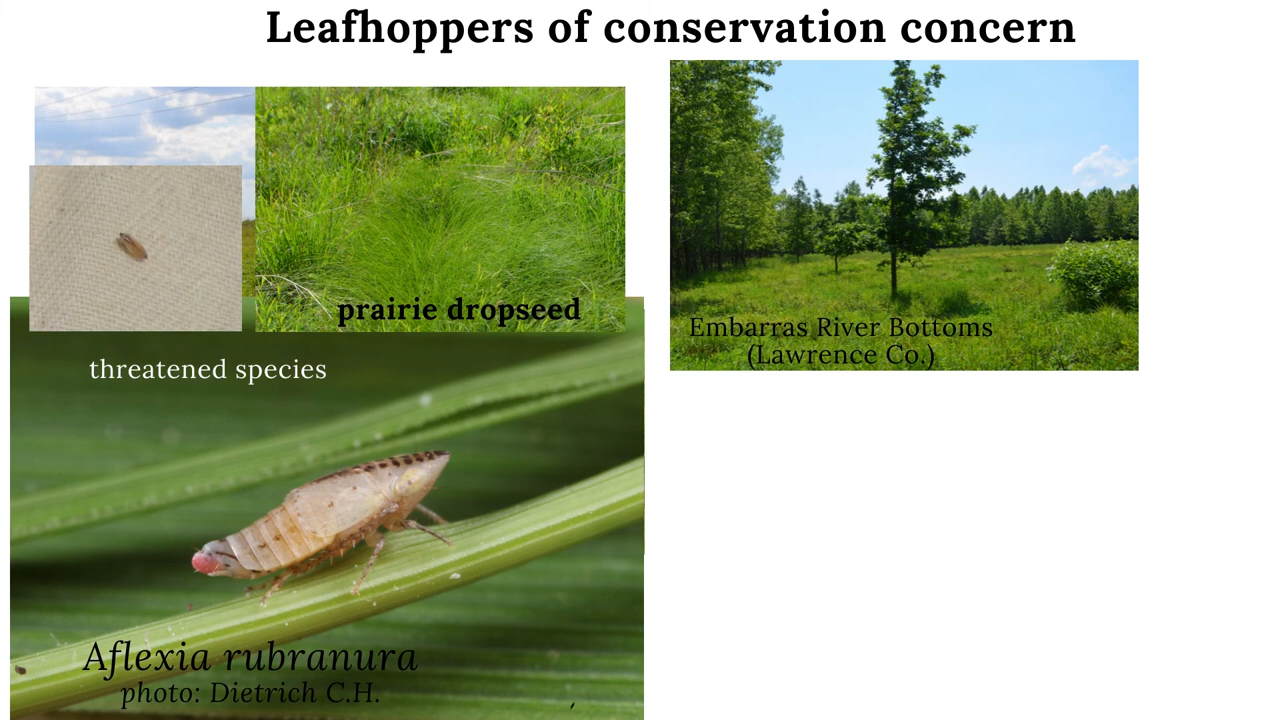 Leafhoppers of conservation concern
prairie dropseed
Embarras River Bottoms
(Lawrence Co.)
threatened species
Aflexia rubranura
photo: Dietrich C.H.